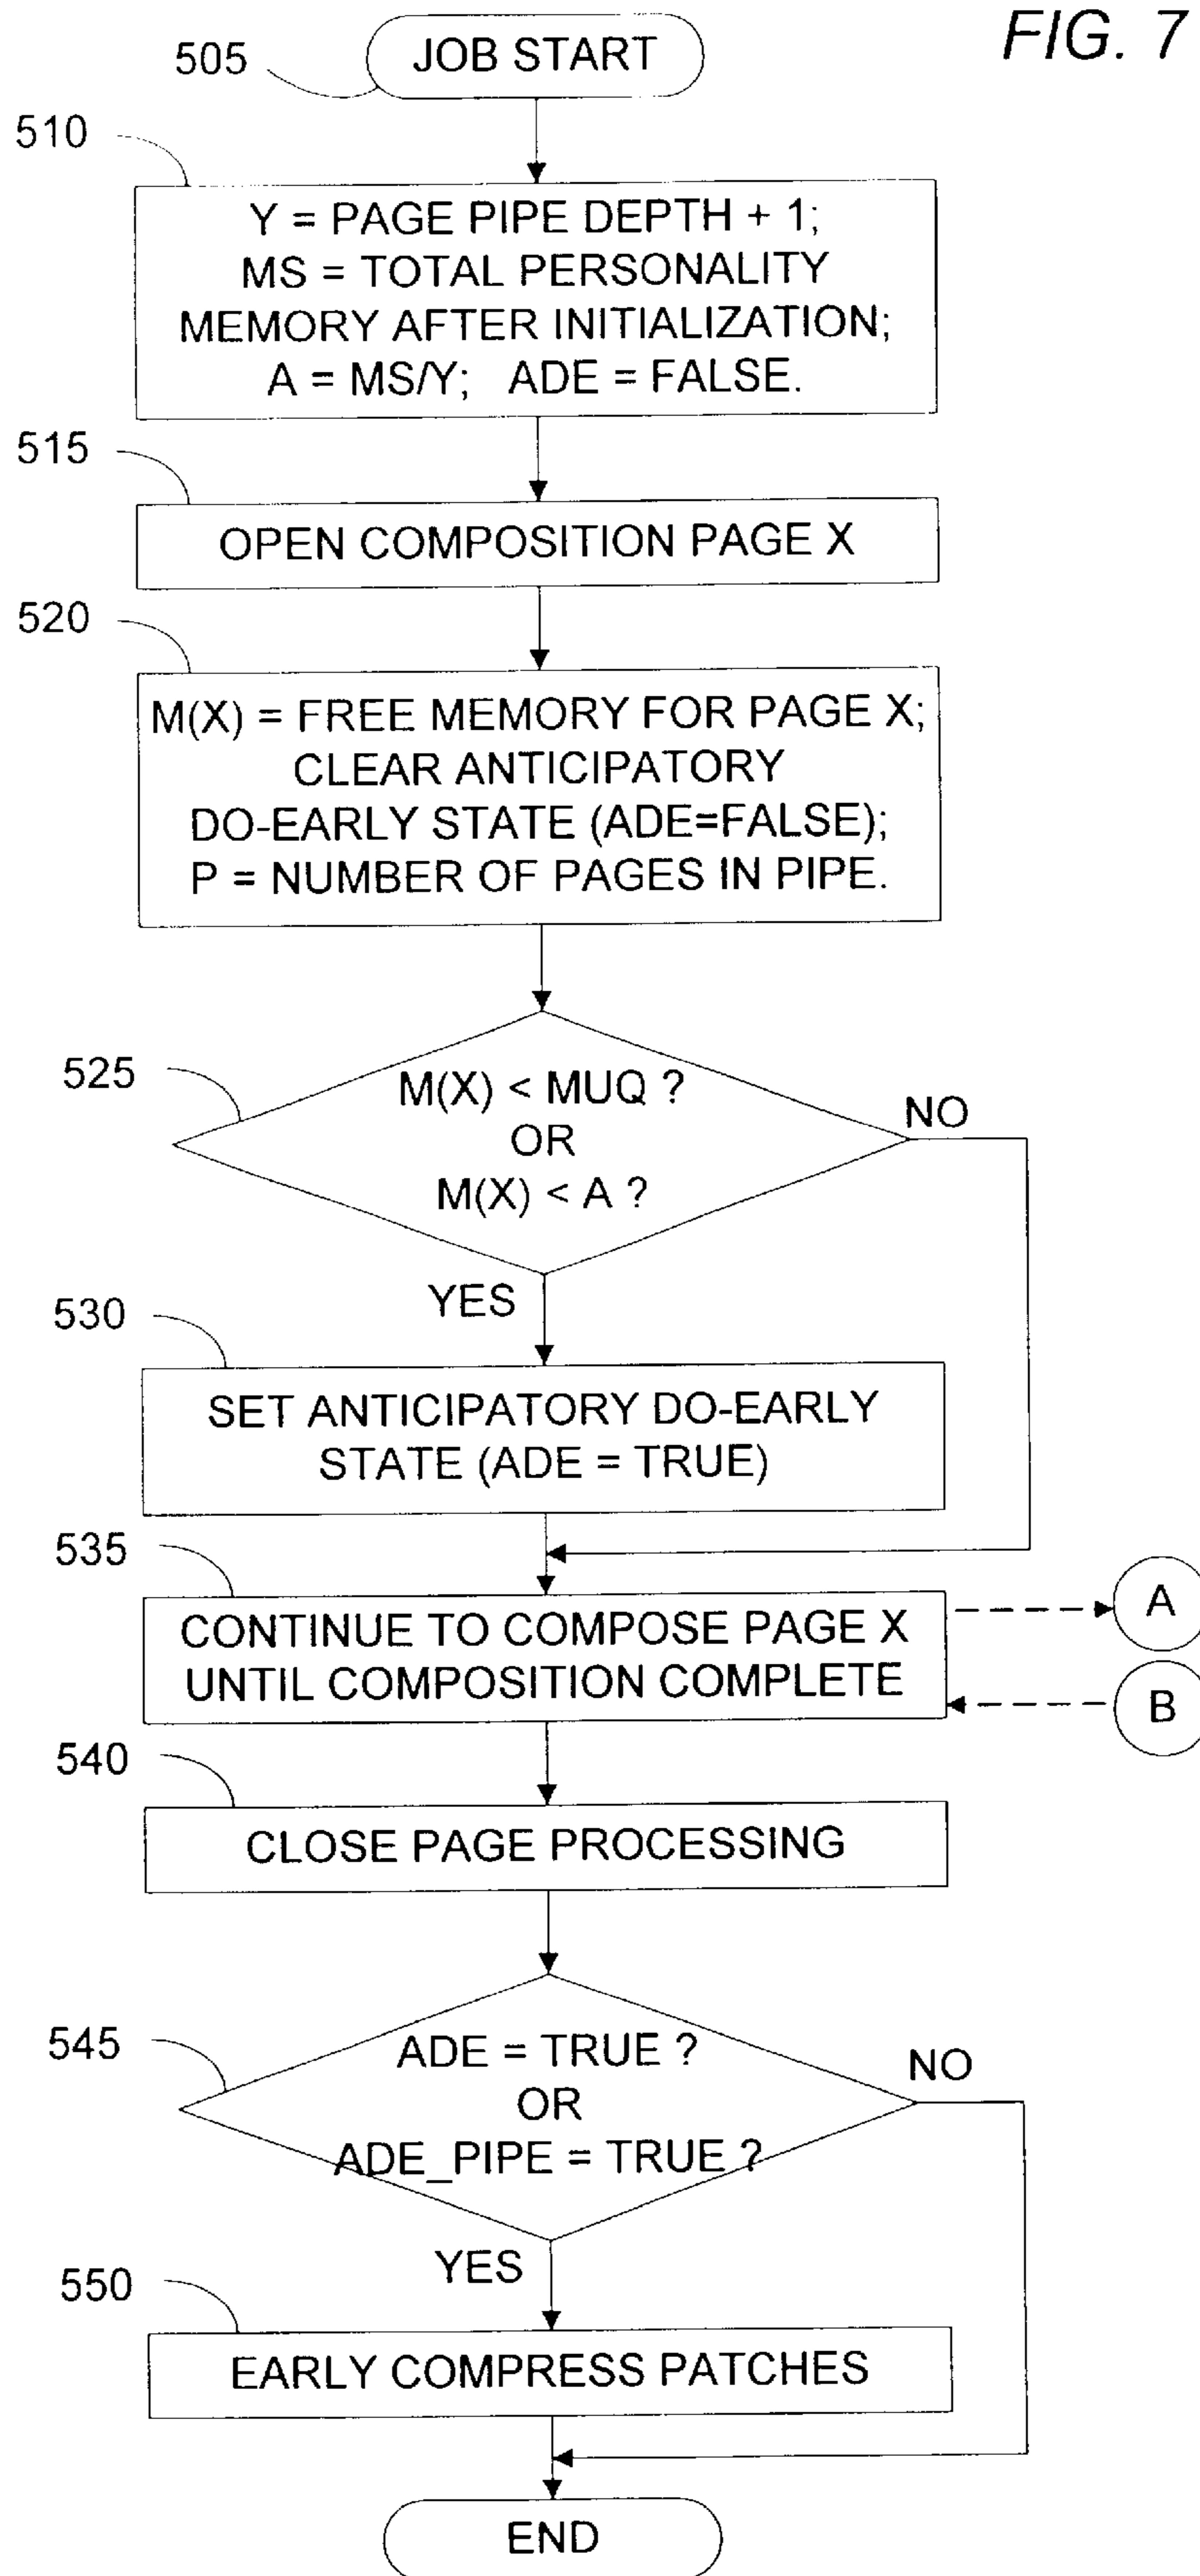 FIG. 7
505
JOB START
510
Y = PAGE PIPE DEPTH + 1;
MS = TOTAL PERSONALITY
MEMORY AFTER INITIALIZATION;
A = MS/Y; ADE = FALSE.
515
OPEN COMPOSITION PAGE X
520
M(X) = FREE MEMORY FOR PAGE X;
CLEAR ANTICIPATORY
DO-EARLY STATE (ADE=FALSE);
P = NUMBER OF PAGES IN PIPE.
525
M(X) < MUQ ?
OR
M(X) < A ?
NO
YES
530
SET ANTICIPATORY DO-EARLY
STATE (ADE = TRUE)
535
CONTINUE TO COMPOSE PAGE X
UNTIL COMPOSITION COMPLETE
A
B
540
CLOSE PAGE PROCESSING
545
ADE = TRUE ?
OR
ADE_PIPE = TRUE ?
NO
YES
550
EARLY COMPRESS PATCHES
END